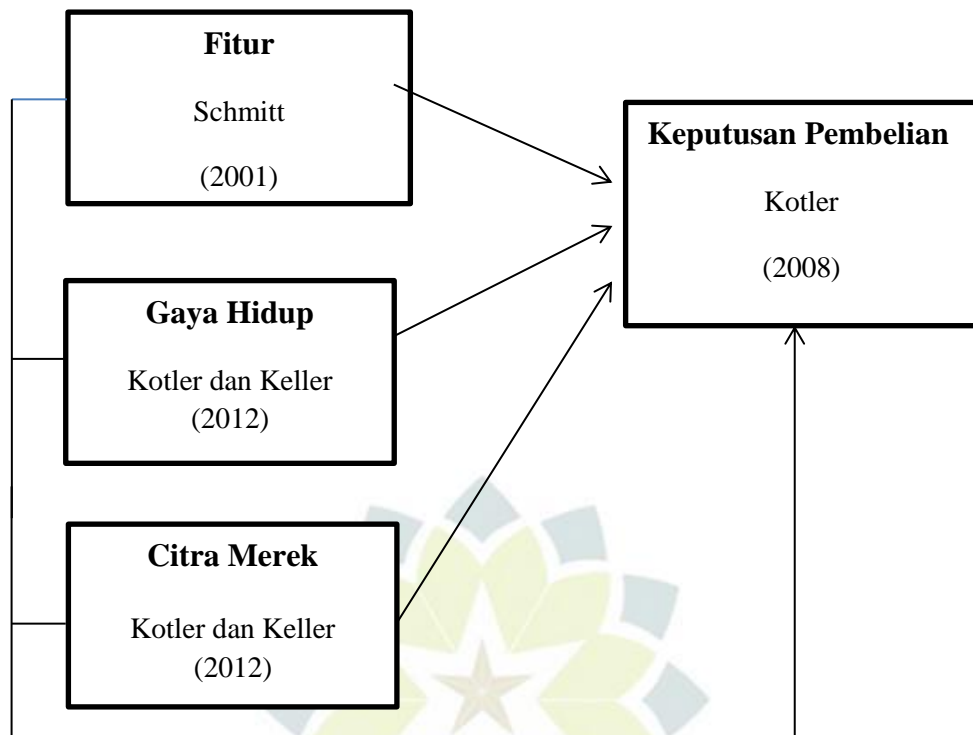 Fitur
Schmitt
(2001)
Gaya Hidup
Kotler dan Keller
(2012)
Citra Merek
Kotler dan Keller
(2012)
Keputusan Pembelian
Kotler
(2008)